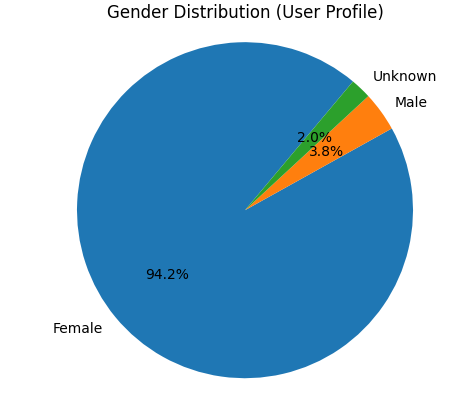 Gender Distribution (User Profile)
Unknown
Male
2.0%
3.8%
94.2%
Female